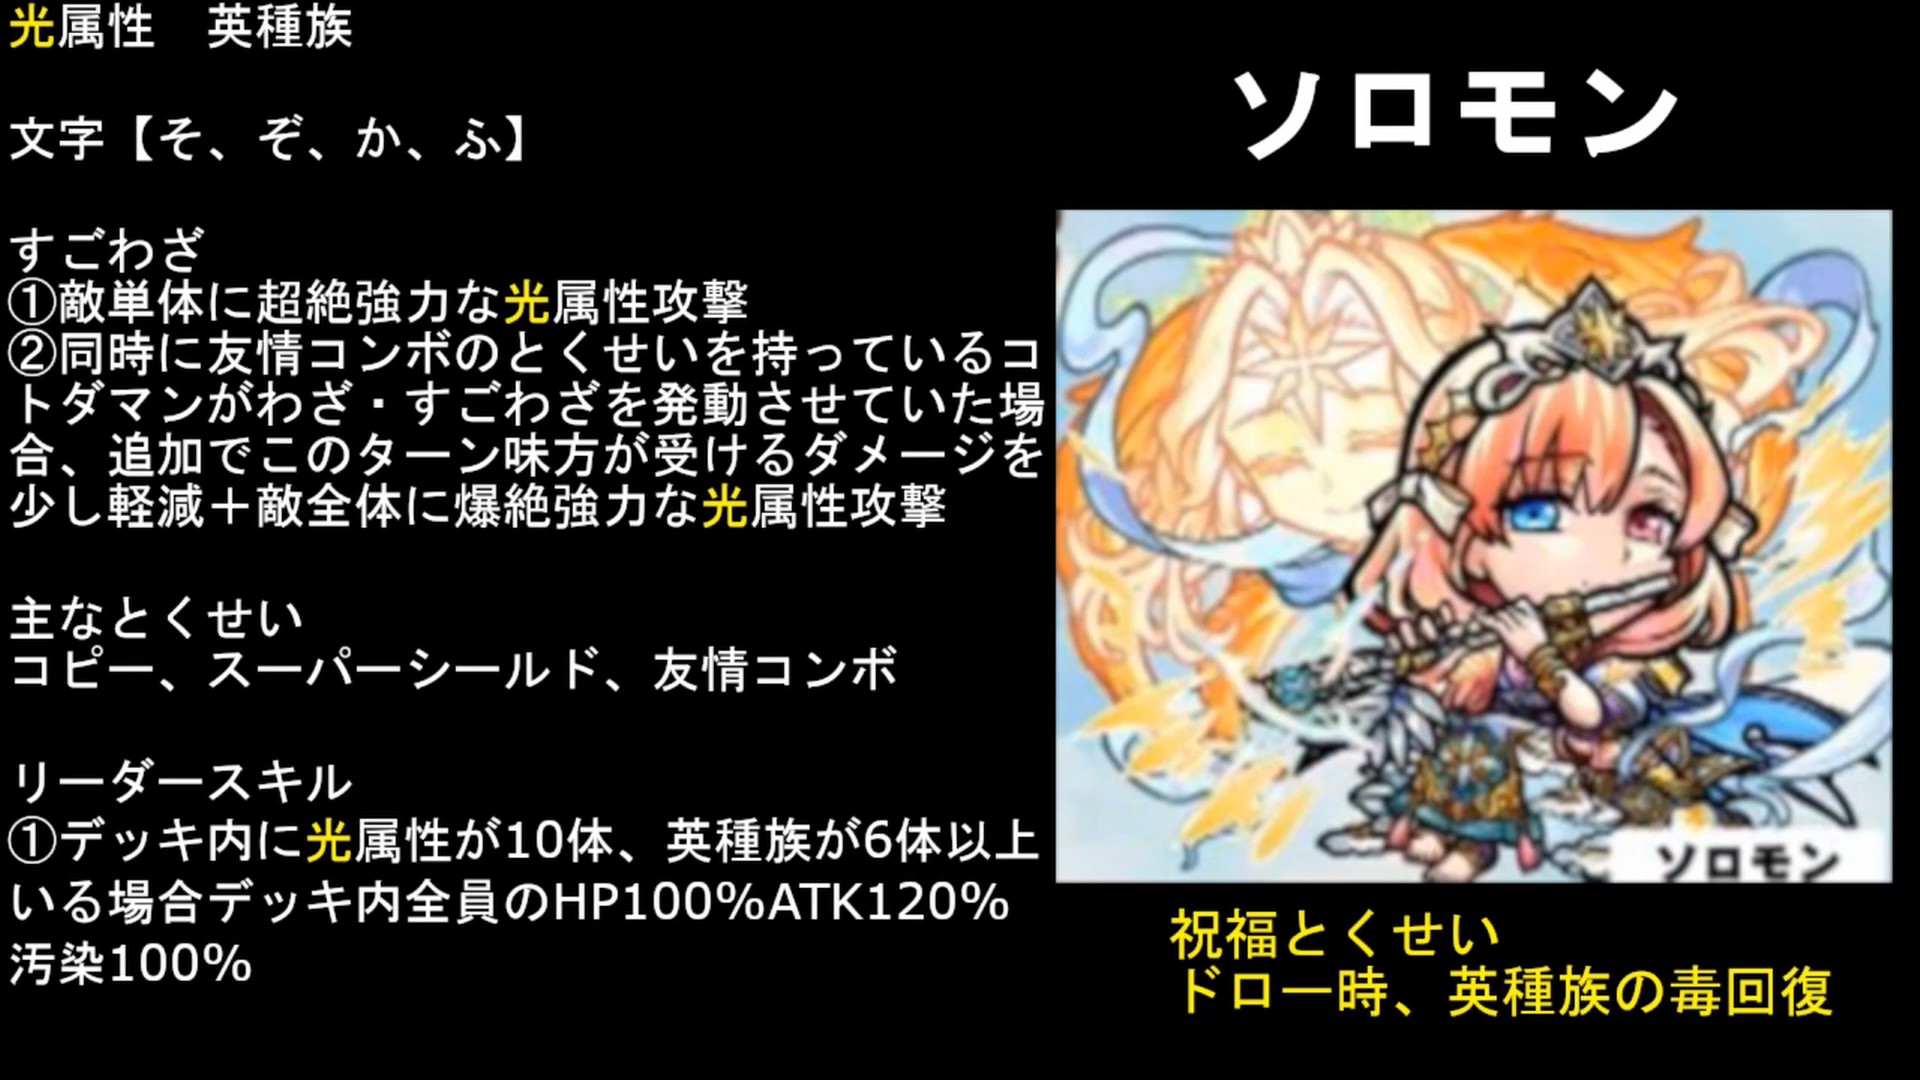 光属性　英種族
文字【そ、ぞ、か、ふ】
すごわざ
①敵単体に超絶強力な光属性攻撃
②同時に友情コンボのとくせいを持っているコ
トダマンがわざ・すごわざを発動させていた場
合、追加でこのターン味方が受けるダメージを
少し軽減＋敵全体に爆絶強力な光属性攻撃
主なとくせい
コピー、スーパーシールド、友情コンボ
リーダースキル
①デッキ内に光属性が10体、英種族が6体以上
いる場合デッキ内全員のHP100%ATK120%
汚染100%
ソロモン
ソロモン
祝福とくせい
ドロー時、英種族の毒回復